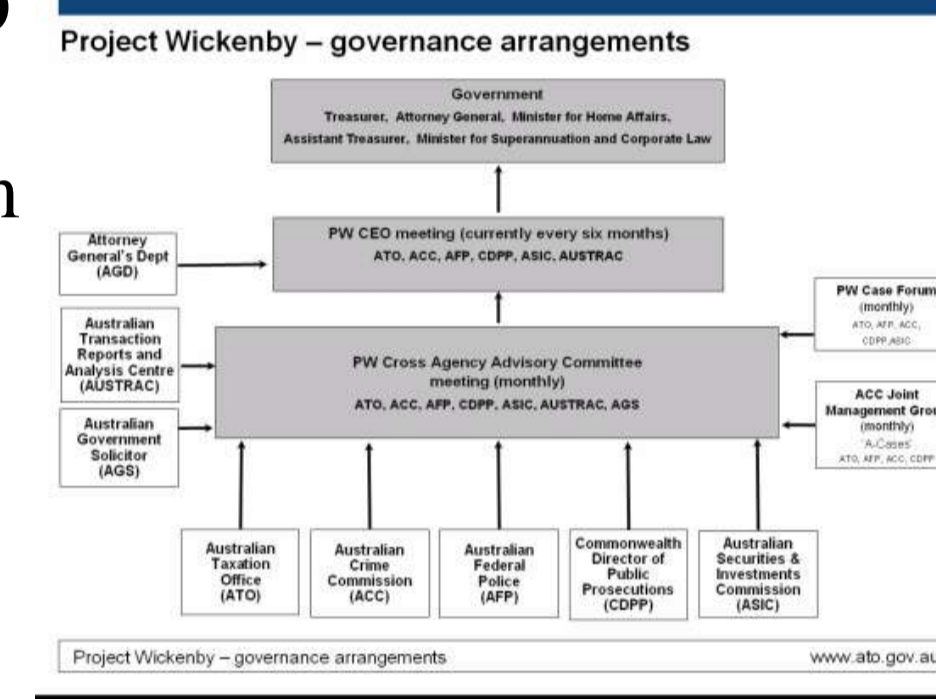 Project Wickenby – governance arrangements
Government
Treasurer, Attorney General, Minister for Home Affairs,
Assistant Treasurer, Minister for Superannuation and Corporate Law
PW CEO meeting (currently every six months)
ATO, ACC, AFP, CDPP, ASIC, AUSTRAC
Attorney
General's Dept
(AGD)
Australian
Transaction
Reports and
Analysis Centre
(AUSTRAC)
Australian
Government
Solicitor
(AGS)
PW Cross Agency Advisory Committee
meeting (monthly)
ATO, ACC, AFP, CDPP, ASIC, AUSTRAC, AGS
PW Case Forum
(monthly)
ATO, AFP, ACC,
CDPP,ASIC
ACC Joint
Management Grou
(monthly)
'A-Cases'
ATO, AFP, ACC, CDPP
Australian
Taxation
Office
(ATO)
Australian
Crime
Commission
(ACC)
Australian
Federal
Police
(AFP)
Commonwealth
Director of
Public
Prosecutions
(CDPP)
Australian
Securities &
Investments
Commission
(ASIC)
Project Wickenby – governance arrangements
www.ato.gov.au